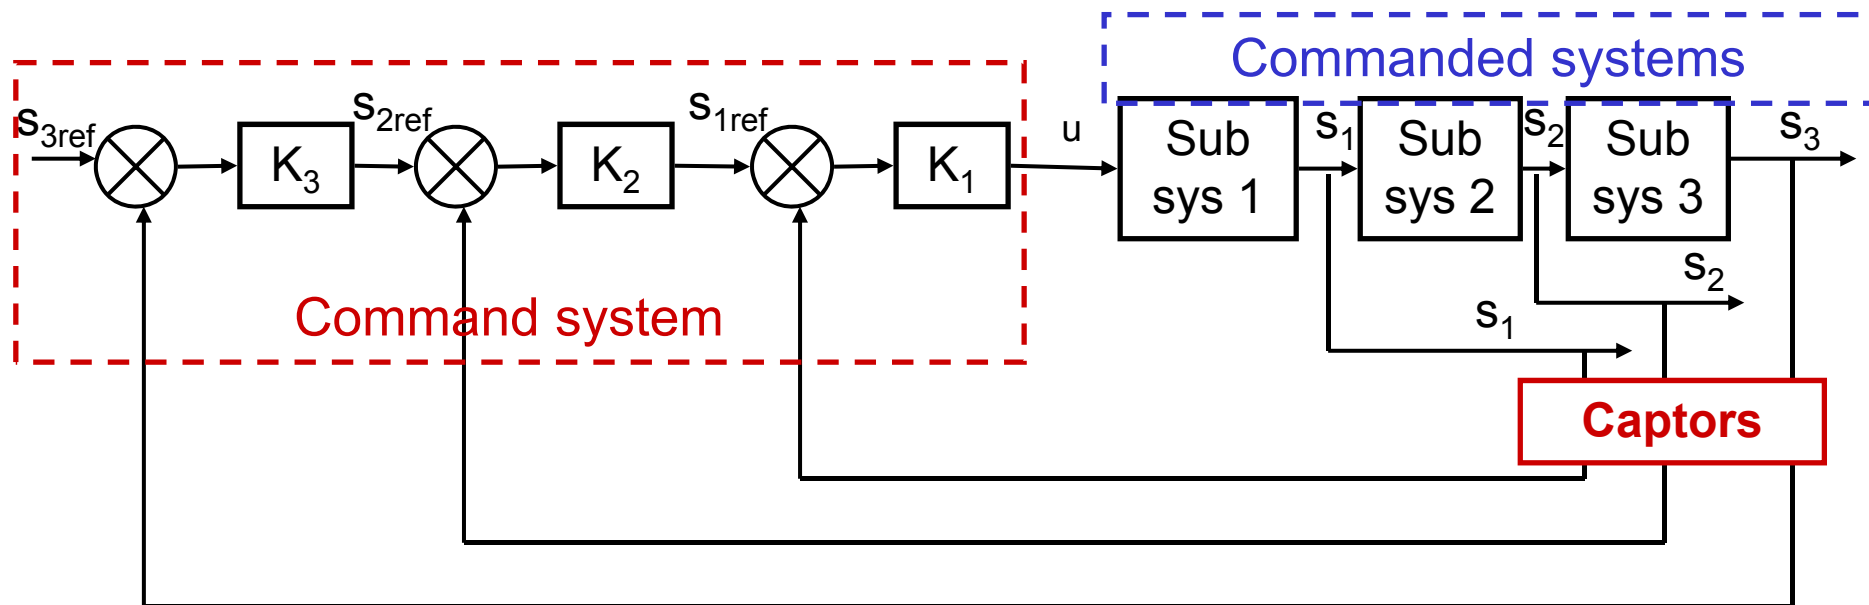 Commanded systems
s3ref
K3
s2ref
K2
s1ref
K1
u
Sub
sys 1
s1
Sub
sys 2
s2
Sub
sys 3
s3
s2
s1
Command system
Captors